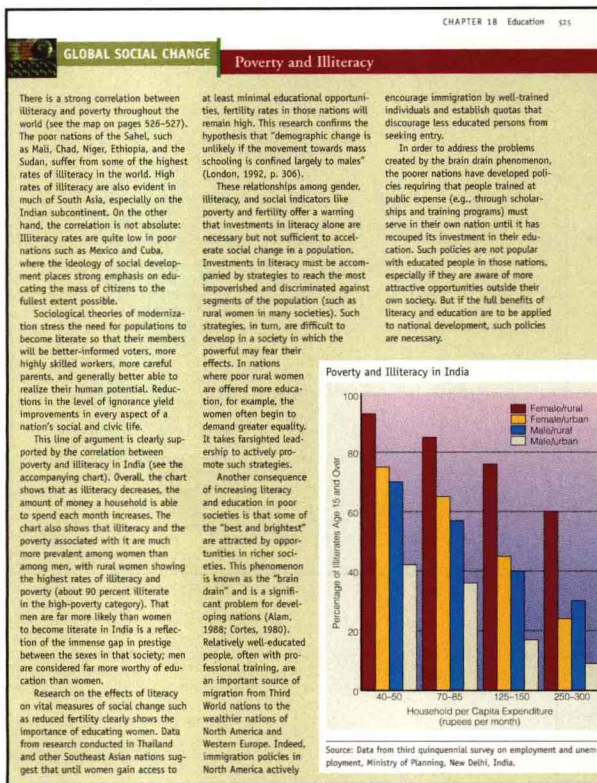 CHAPTER 18 Education 525
GLOBAL SOCIAL CHANGE
Poverty and Illiteracy
There is a strong correlation between
illiteracy and poverty throughout the
world (see the map on pages 526–527).
The poor nations of the Sahel, such
as Mali, Chad, Niger, Ethiopia, and the
Sudan, suffer from some of the highest
rates of illiteracy in the world. High
rates of illiteracy are also evident in
much of South Asia, especially on the
Indian subcontinent. On the other
hand, the correlation is not absolute:
Illiteracy rates are quite low in poor
nations such as Mexico and Cuba,
where the ideology of social develop-
ment places strong emphasis on edu-
cating the mass of citizens to the
fullest extent possible.
Sociological theories of moderniza-
tion stress the need for populations to
become literate so that their members
will be better-informed voters, more
highly skilled workers, more careful
parents, and generally better able to
realize their human potential. Reduc-
tions in the level of ignorance yield
improvements in every aspect of a
nation's social and civic life.
This line of argument is clearly sup-
ported by the correlation between
poverty and illiteracy in India (see the
accompanying chart). Overall, the chart
shows that as illiteracy decreases, the
amount of money a household is able
to spend each month increases. The
chart also shows that illiteracy and the
poverty associated with it are much
more prevalent among women than
among men, with rural women showing
the highest rates of illiteracy and
poverty (about 90 percent illiterate
in the high-poverty category). That
men are far more likely than women
to become literate in India is a reflec-
tion of the immense gap in prestige
between the sexes in that society; men
are considered far more worthy of edu-
cation than women.
Research on the effects of literacy
on vital measures of social change such
as reduced fertility clearly shows the
importance of educating women. Data
from research conducted in Thailand
and other Southeast Asian nations sug-
gest that until women gain access to
at least minimal educational opportuni-
ties, fertility rates in those nations will
remain high. This research confirms the
hypothesis that "demographic change is
unlikely if the movement towards mass
schooling is confined largely to males"
(London, 1992, p. 306).
These relationships among gender,
illiteracy, and social indicators like
poverty and fertility offer a warning
that investments in literacy alone are
necessary but not sufficient to accel-
erate social change in a population.
Investments in literacy must be accom-
panied by strategies to reach the most
impoverished and discriminated against
segments of the population (such as
rural women in many societies). Such
strategies, in turn, are difficult to
develop in a society in which the
powerful may fear their
effects. In nations
where poor rural women
are offered more educa-
tion, for example, the
women often begin to
demand greater equality.
It takes farsighted lead-
ership to actively pro-
mote such strategies.
Another consequence
of increasing literacy
and education in poor
societies is that some of
the "best and brightest"
are attracted by oppor-
tunities in richer soci-
eties. This phenomenon
is known as the "brain
drain" and is a signifi-
cant problem for devel-
oping nations (Alam,
1988; Cortes, 1980).
Relatively well-educated
people, often with pro-
fessional training, are
an important source of
migration from Third
World nations to the
wealthier nations of
North America and
Western Europe. Indeed,
immigration policies in
North America actively
encourage immigration by well-trained
individuals and establish quotas that
discourage less educated persons from
seeking entry.
In order to address the problems
created by the brain drain phenomenon,
the poorer nations have developed poli-
cies requiring that people trained at
public expense (e.g., through scholar-
ships and training programs) must
serve in their own nation until it has
recouped its investment in their edu-
cation. Such policies are not popular
with educated people in those nations,
especially if they are aware of more
attractive opportunities outside their
own society. But if the full benefits of
literacy and education are to be applied
to national development, such policies
are necessary.
Poverty and Illiteracy in India
Percentage of Illiterates Age 15 and Over
100
80
60
40
20
0
Female/rural
Female/urban
Male/rural
Male/urban
40–50 70–85 125–150 250–300
Household per Capita Expenditure
(rupees per month)
Source: Data from third quinquennial survey on employment and unem-
ployment, Ministry of Planning, New Delhi, India.